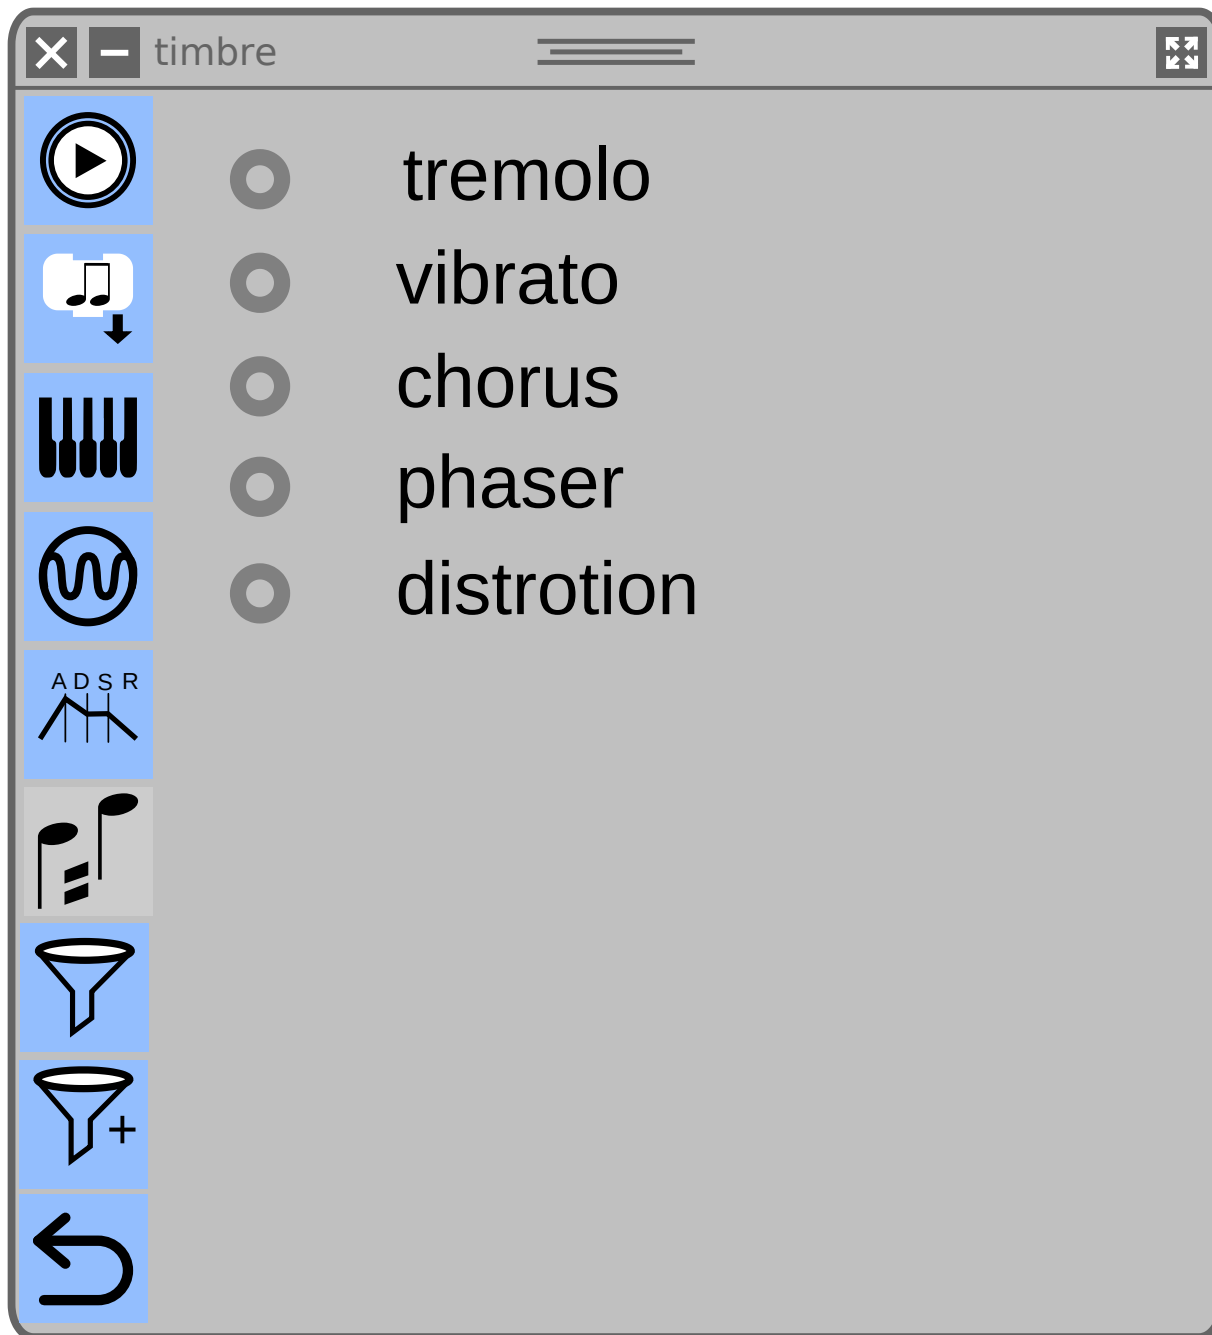 timbre
tremolo
vibrato
chorus
phaser
distrotion
A D S R